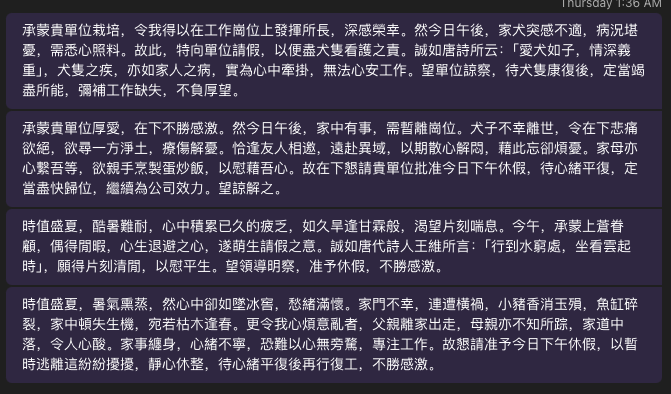 Thursday 1:36 AM
承蒙貴單位栽培，令我得以在工作崗位上發揮所長，深感榮幸。然今日午後，家犬突感不適，病況堪
憂，需悉心照料。故此，特向單位請假，以便盡犬隻看護之責。誠如唐詩所云：「愛犬如子，情深義
重」，犬隻之疾，亦如家人之病，實為心中牽掛，無法心安工作。望單位諒察，待犬隻康復後，定當竭
盡所能，彌補工作缺失，不負厚望。
承蒙貴單位厚愛，在下不勝感激。然今日午後，家中有事，需暫離崗位。犬子不幸離世，令在下悲痛
欲絕，欲尋一方淨土，療傷解憂。恰逢友人相邀，遠赴異域，以期散心解悶，藉此忘卻煩憂。家母亦
心繫吾等，欲親手烹製蛋炒飯，以慰藉吾心。故在下懇請貴單位批准今日下午休假，待心緒平復，定
當盡快歸位，繼續為公司效力。望諒解之。
時值盛夏，酷暑難耐，心中積累已久的疲乏，如久旱逢甘霖般，渴望片刻喘息。今午，承蒙上蒼眷
顧，偶得閒暇，心生退避之心，遂萌生請假之意。誠如唐代詩人王維所言：「行到水窮處，坐看雲起
時」，願得片刻清閒，以慰平生。望領導明察，准予休假，不勝感激。
時值盛夏，暑氣熏蒸，然心中卻如墜冰窖，愁緒滿懷。家門不幸，連遭橫禍，小豬香消玉殞，魚缸碎
裂，家中頓失生機，宛若枯木逢春。更令我心煩意亂者，父親離家出走，母親亦不知所踪，家道中
落，令人心酸。家事纏身，心緒不寧，恐難以心無旁騖，專注工作。故懇請准予今日下午休假，以暫
時逃離這紛紛擾擾，靜心休整，待心緒平復後再行復工，不勝感激。